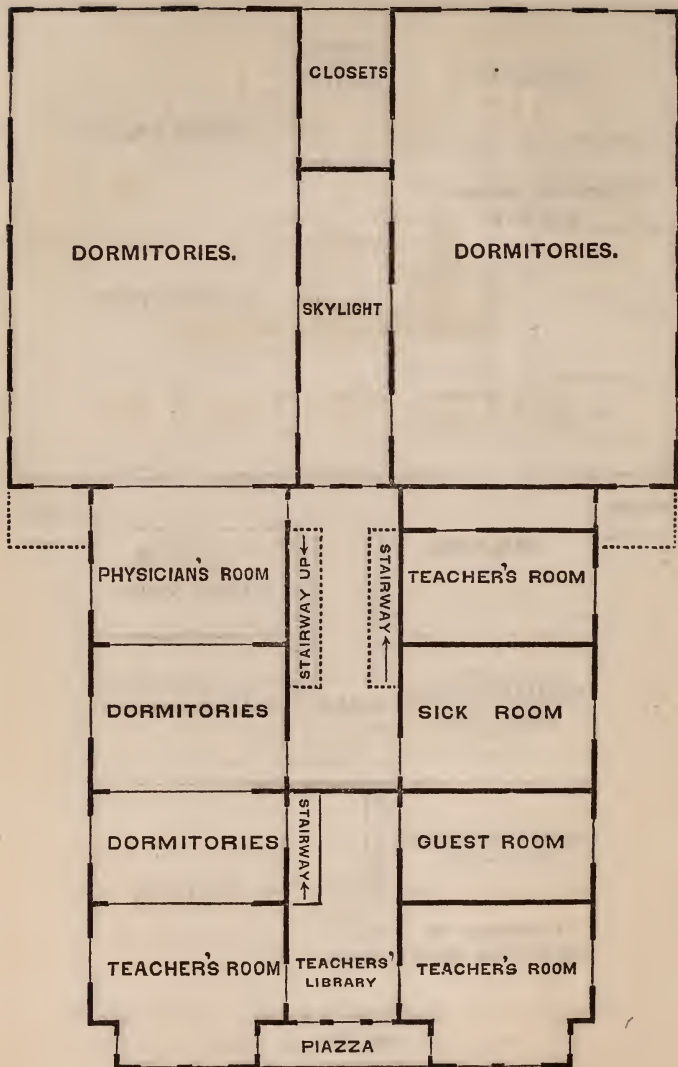 CLOSETS
DORMITORIES.
DORMITORIES.
SKYLIGHT
PHYSICIAN'S ROOM
STAIRWAY UP
STAIRWAY
TEACHER'S ROOM
DORMITORIES
SICK ROOM
DORMITORIES
STAIRWAY
GUEST ROOM
TEACHER'S ROOM
TEACHERS'
LIBRARY
TEACHER'S ROOM
PIAZZA